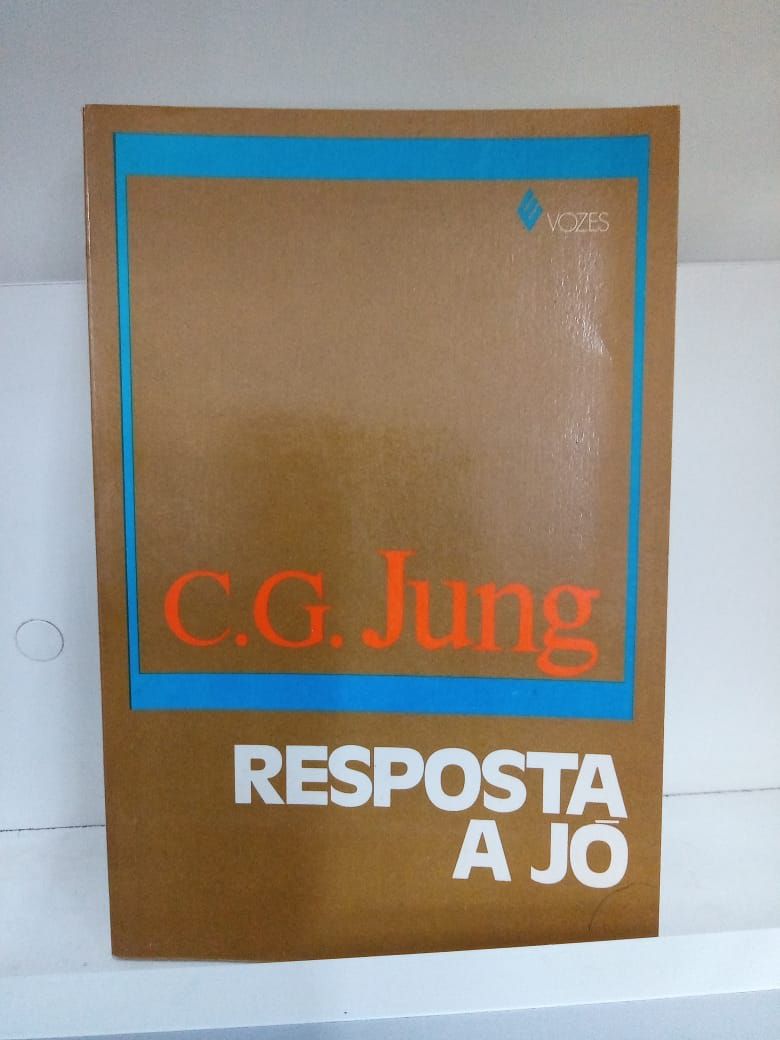 VOZES
C.G. Jung
RESPOSTA
A JÓ